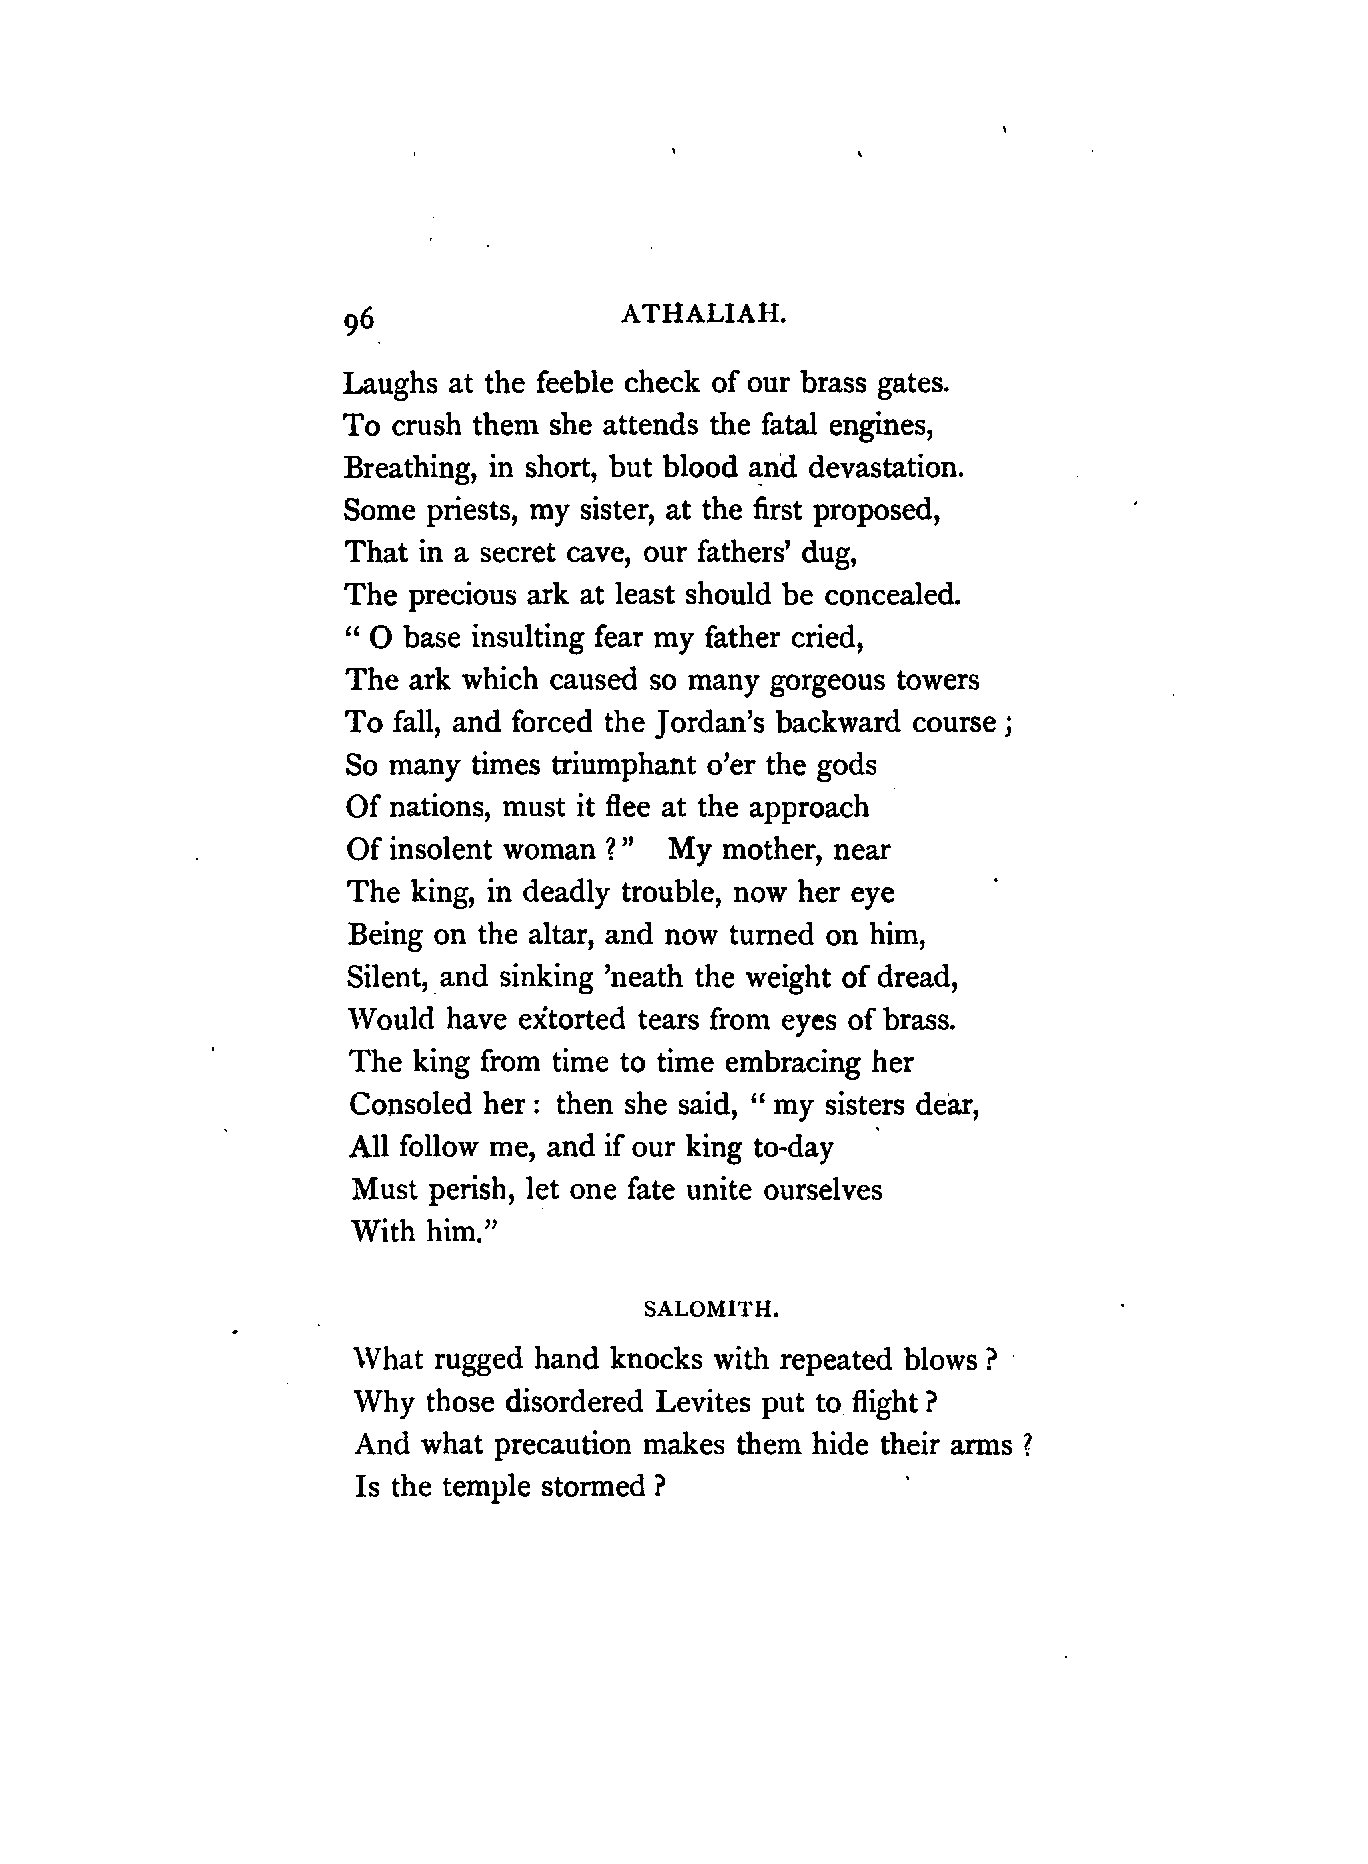 96 ATHALIAH.
Laughs at the feeble check of our brass gates.
To crush them she attends the fatal engines,
Breathing, in short, but blood and devastation.
Some priests, my sister, at the first proposed,
That in a secret cave, our fathers' dug,
The precious ark at least should be concealed.
" O base insulting fear my father cried,
The ark which caused so many gorgeous towers
To fall, and forced the Jordan's backward course ;
So many times triumphant o'er the gods
Of nations, must it flee at the approach
Of insolent woman ? " My mother, near
The king, in deadly trouble, now her eye
Being on the altar, and now turned on him,
Silent, and sinking 'neath the weight of dread,
Would have extorted tears from eyes of brass.
The king from time to time embracing her
Consoled her : then she said, " my sisters dear,
All follow me, and if our king to-day
Must perish, let one fate unite ourselves
With him."
SALOMITH.
What rugged hand knocks with repeated blows ?
Why those disordered Levites put to flight ?
And what precaution makes them hide their arms ?
Is the temple stormed ?